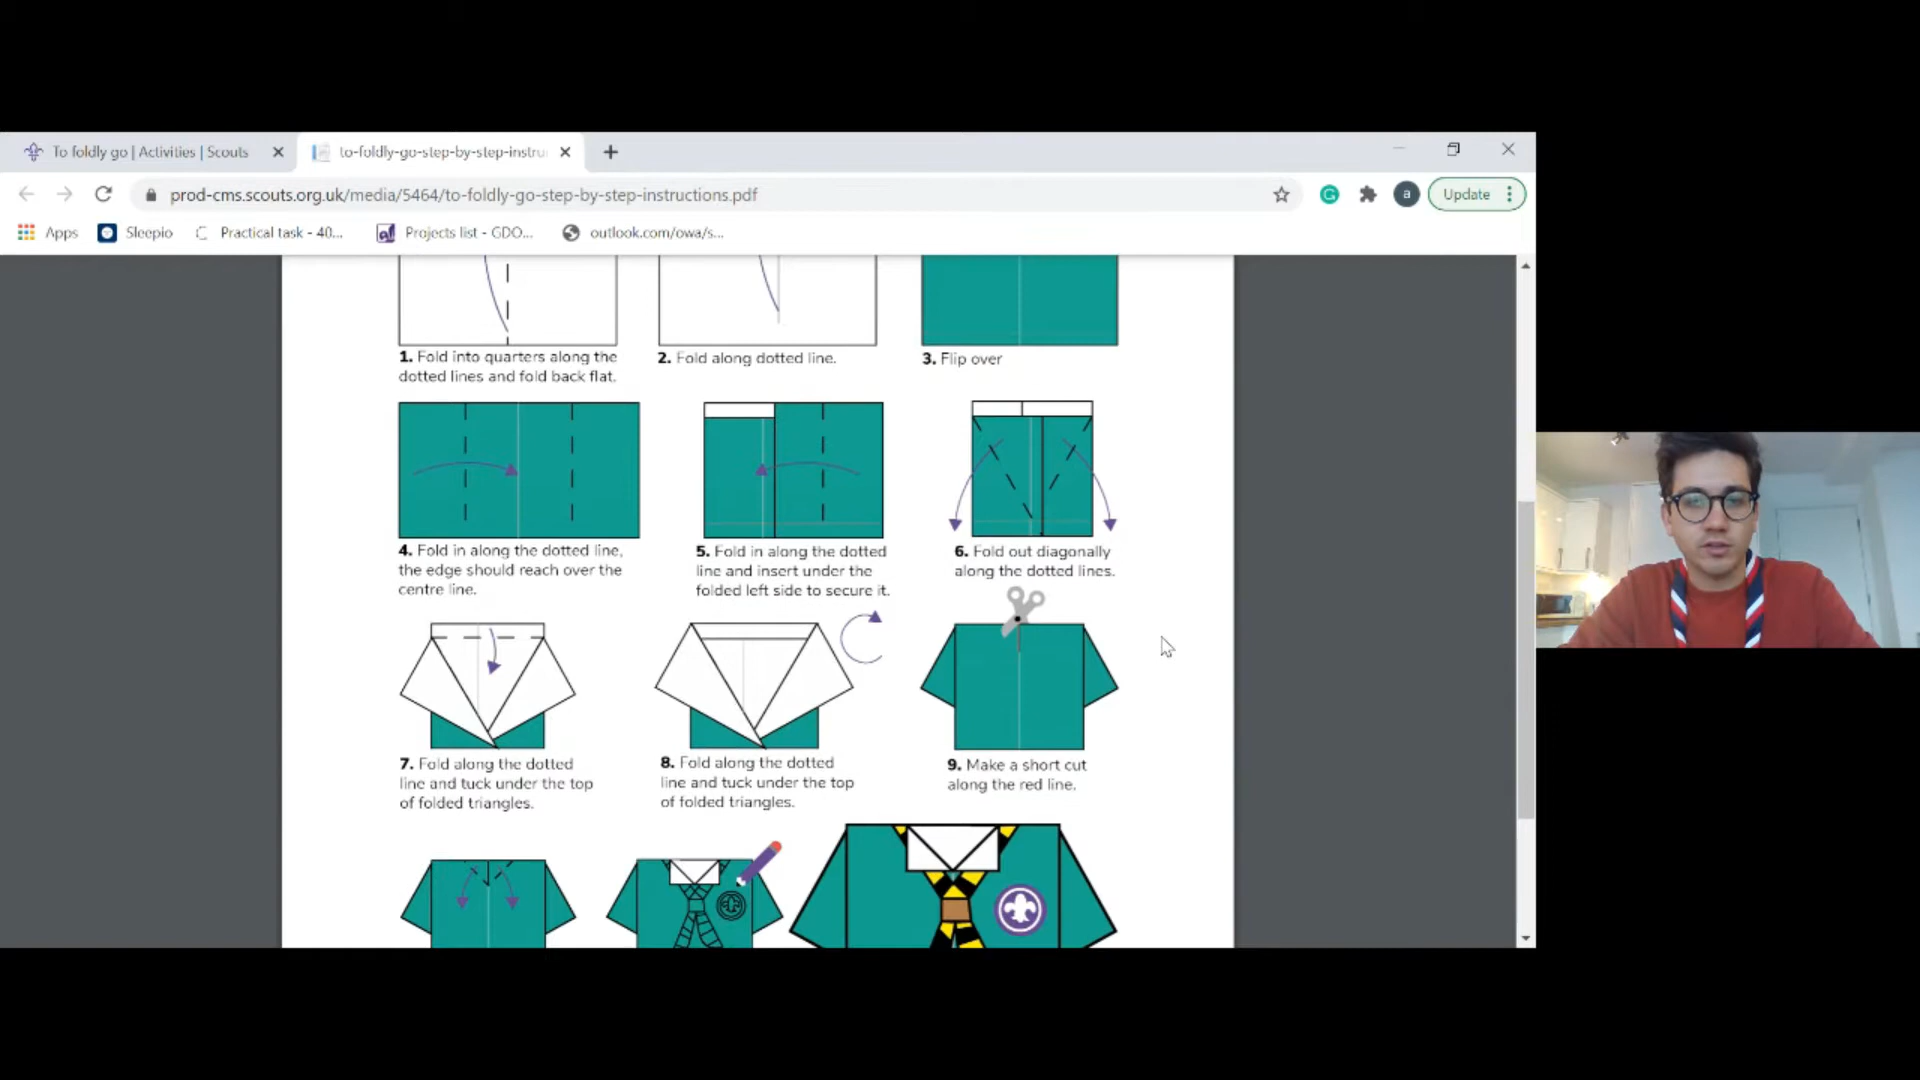 To foldly go | Activities | Scouts
to-foldly-go-step-by-step-instru
prod-cms.scouts.org.uk/media/5464/to-foldly-go-step-by-step-instructions.pdf
a
Update
Apps
Sleepio
Practical task - 40...
Projects list - GDO...
outlook.com/owa/s...
1. Fold into quarters along the
dotted lines and fold back flat.
2. Fold along dotted line.
3. Flip over
4. Fold in along the dotted line,
the edge should reach over the
centre line.
5. Fold in along the dotted
line and insert under the
folded left side to secure it.
6. Fold out diagonally
along the dotted lines.
7. Fold along the dotted
line and tuck under the top
of folded triangles.
8. Fold along the dotted
line and tuck under the top
of folded triangles.
9. Make a short cut
along the red line.